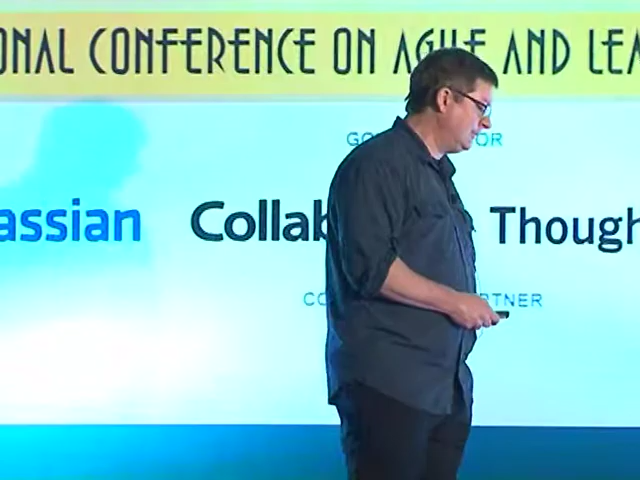 ONAL CONFERENCE ON AGILE AND LEA
GO OR
assian Collab Though
CO RTNER